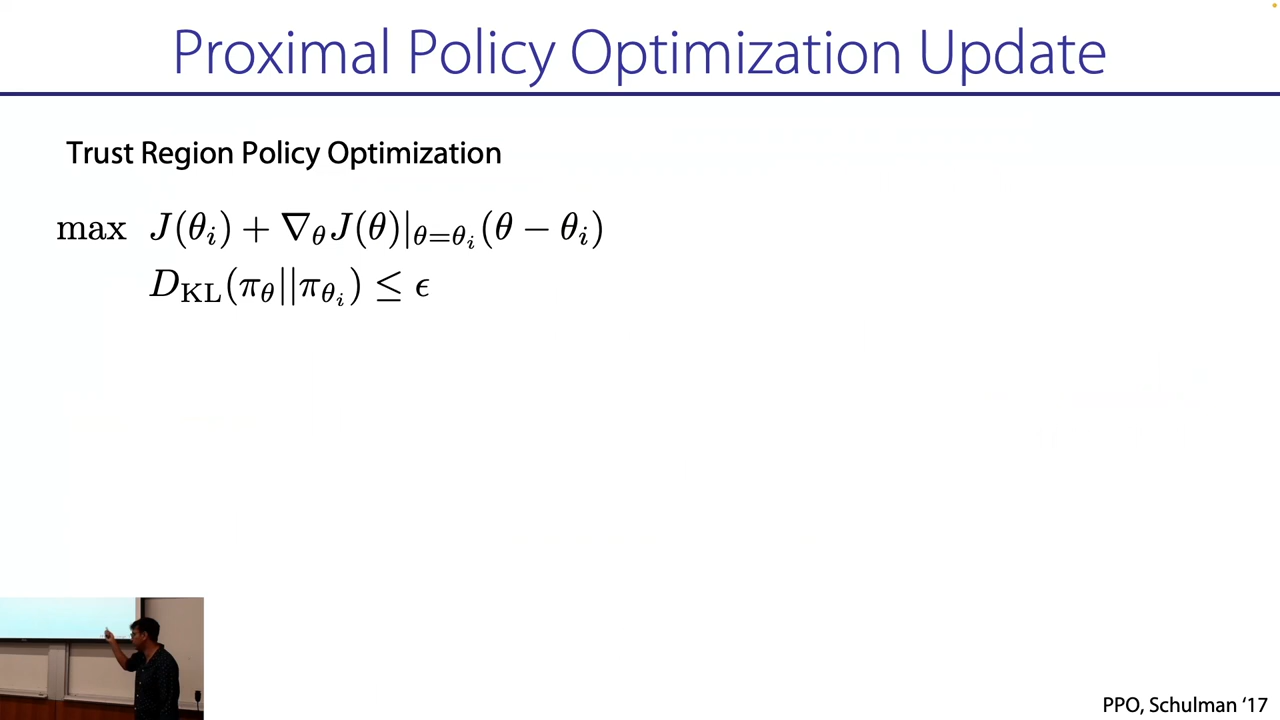 Proximal Policy Optimization Update
Trust Region Policy Optimization
max J(θ_i) + ∇_θ J(θ)|_{θ=θ_i} (θ − θ_i)
D_KL(π_θ||π_{θ_i}) ≤ ϵ
PPO, Schulman ‘17